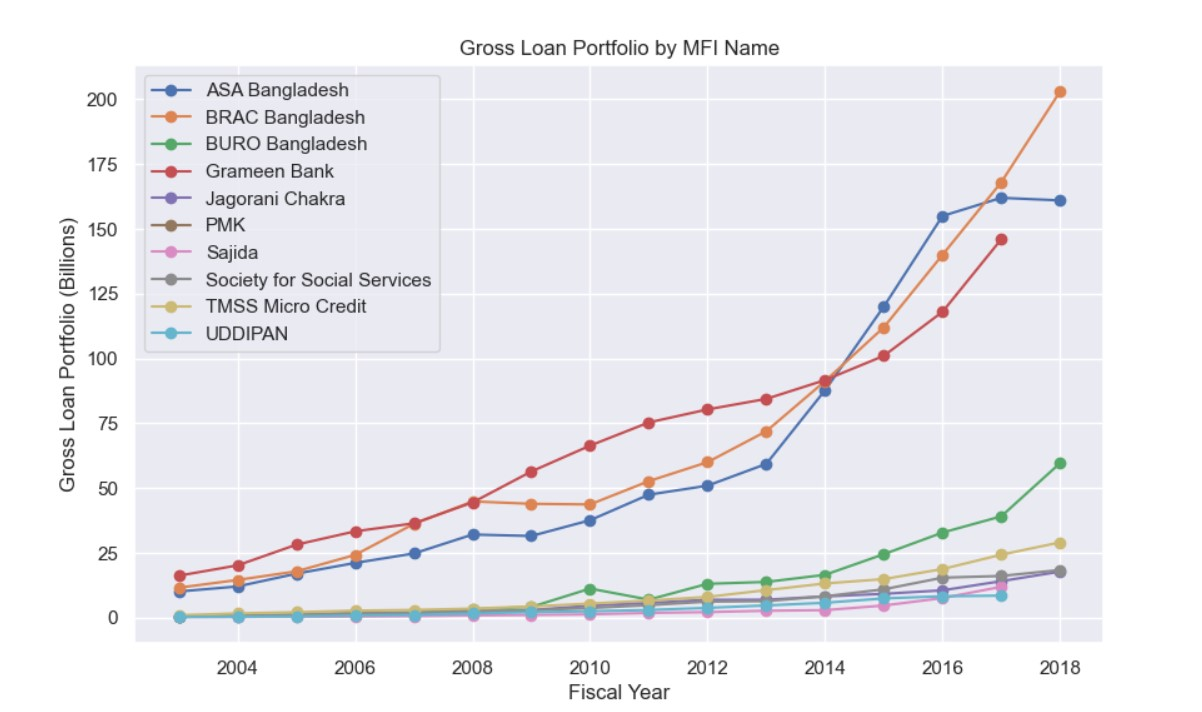 Gross Loan Portfolio by MFI Name
ASA Bangladesh
BRAC Bangladesh
BURO Bangladesh
Grameen Bank
Jagorani Chakra
PMK
Sajida
Society for Social Services
TMSS Micro Credit
UDDIPAN
Gross Loan Portfolio (Billions)
200
175
150
125
100
75
50
25
0
2004 2006 2008 2010 2012 2014 2016 2018
Fiscal Year